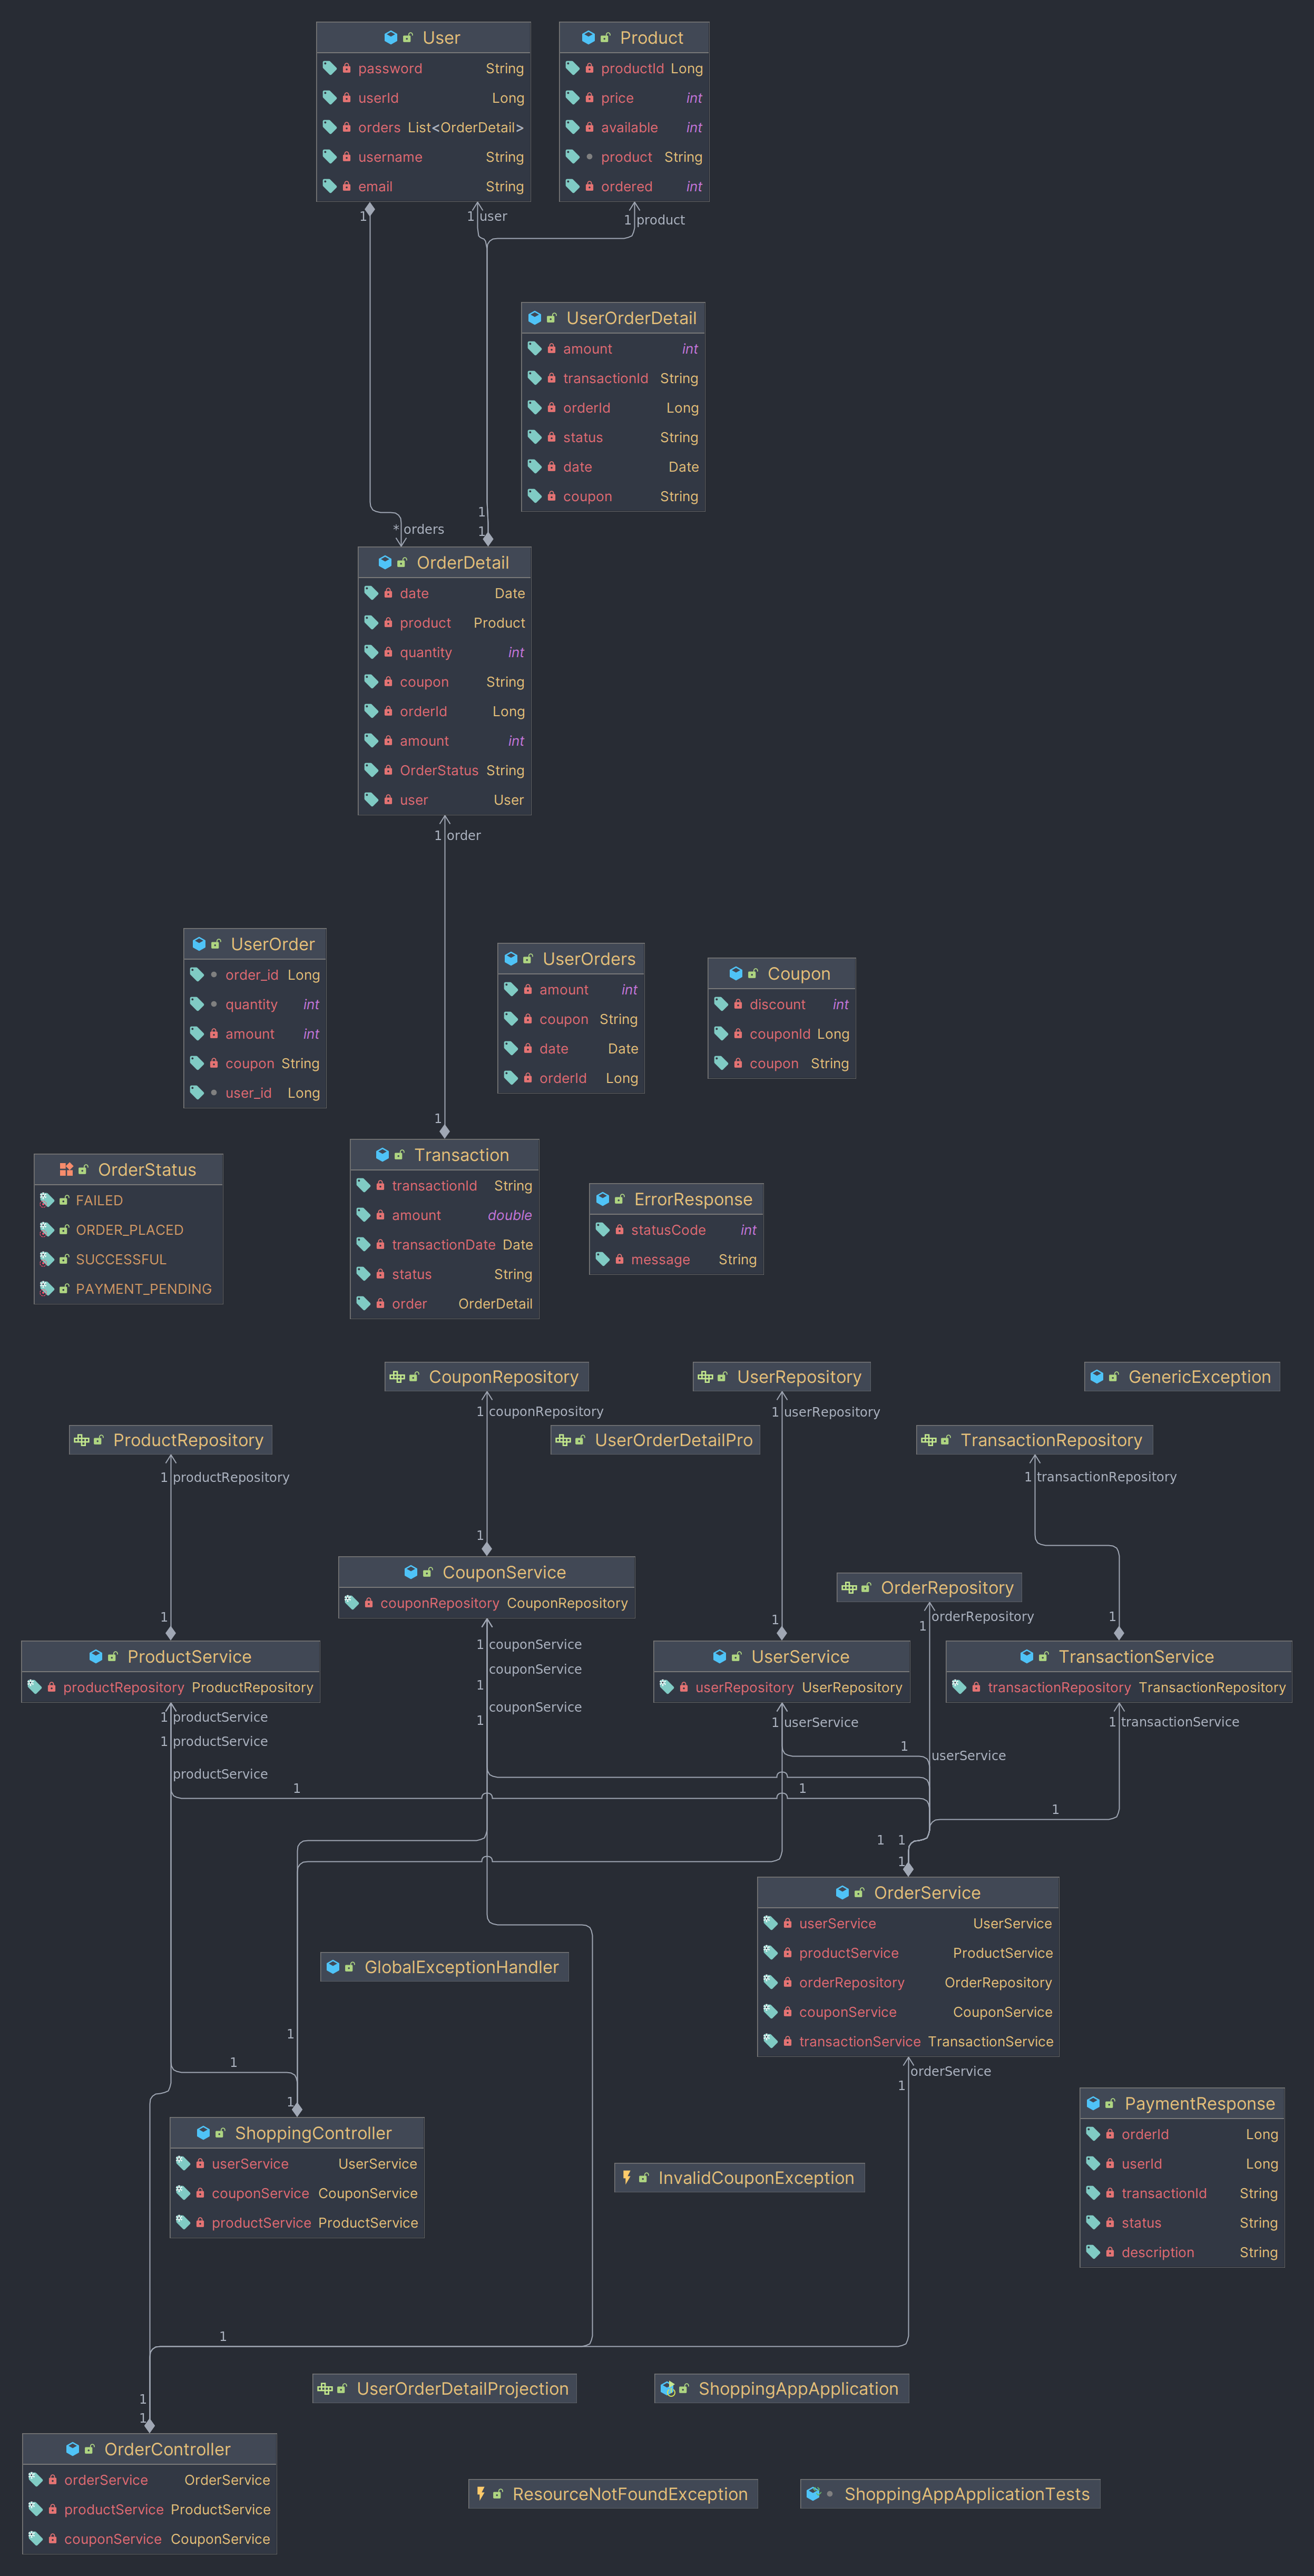 User
password String
userId Long
orders List<OrderDetail>
username String
email String
Product
productId Long
price int
available int
product String
ordered int
1
1 user
1 product
UserOrderDetail
amount int
transactionId String
orderId Long
status String
date Date
coupon String
1
* orders
1
OrderDetail
date Date
product Product
quantity int
coupon String
orderId Long
amount int
OrderStatus String
user User
1 order
UserOrder
order_id Long
quantity int
amount int
coupon String
user_id Long
UserOrders
amount int
coupon String
date Date
orderId Long
Coupon
discount int
couponId Long
coupon String
1
OrderStatus
FAILED
ORDER_PLACED
SUCCESSFUL
PAYMENT_PENDING
Transaction
transactionId String
amount double
transactionDate Date
status String
order OrderDetail
ErrorResponse
statusCode int
message String
CouponRepository
UserRepository
GenericException
1 couponRepository
1 userRepository
ProductRepository
UserOrderDetailPro
TransactionRepository
1 productRepository
1 transactionRepository
1
CouponService
couponRepository CouponRepository
OrderRepository
1 orderRepository
1
1
1
ProductService
productRepository ProductRepository
1 couponService
couponService
1
couponService
1
UserService
userRepository UserRepository
TransactionService
transactionRepository TransactionRepository
1 productService
1 productService
productService
1 userService
1 transactionService
1
userService
1
1
1
1 1
1
OrderService
userService UserService
productService ProductService
orderRepository OrderRepository
couponService CouponService
transactionService TransactionService
GlobalExceptionHandler
1
1
1
orderService
1
ShoppingController
userService UserService
couponService CouponService
productService ProductService
InvalidCouponException
PaymentResponse
orderId Long
userId Long
transactionId String
status String
description String
1
UserOrderDetailProjection
ShoppingAppApplication
1
1
OrderController
orderService OrderService
productService ProductService
couponService CouponService
ResourceNotFoundException
ShoppingAppApplicationTests